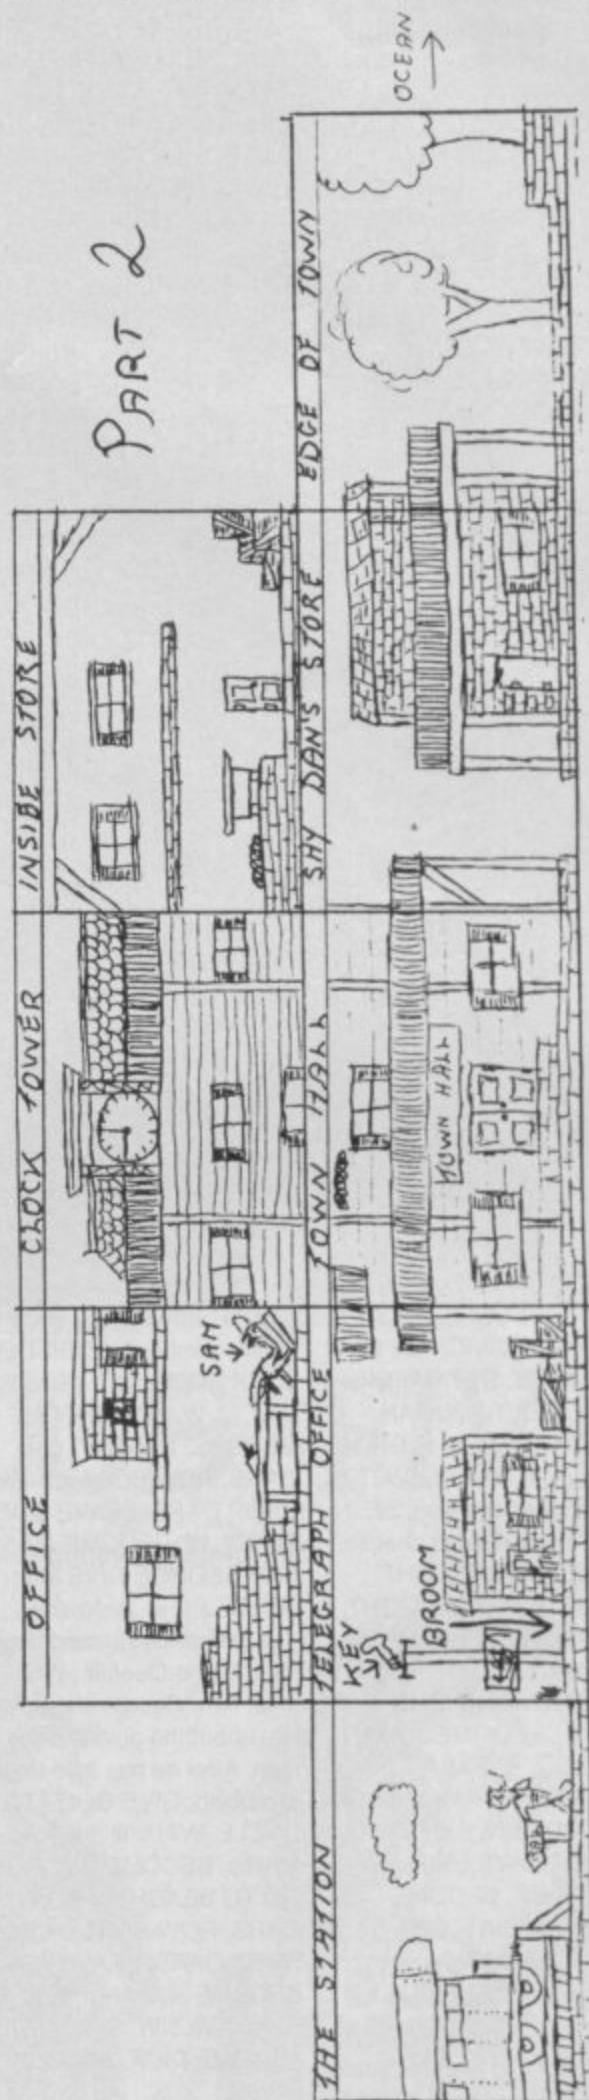 PART 2
OFFICE
CLOCK TOWER
INSIDE STORE
SAM
THE STATION
TELEGRAPH OFFICE
TOWN HALL
SHY DAN'S STORE
EDGE OF TOWN
KEY
BROOM
TOWN HALL
OCEAN